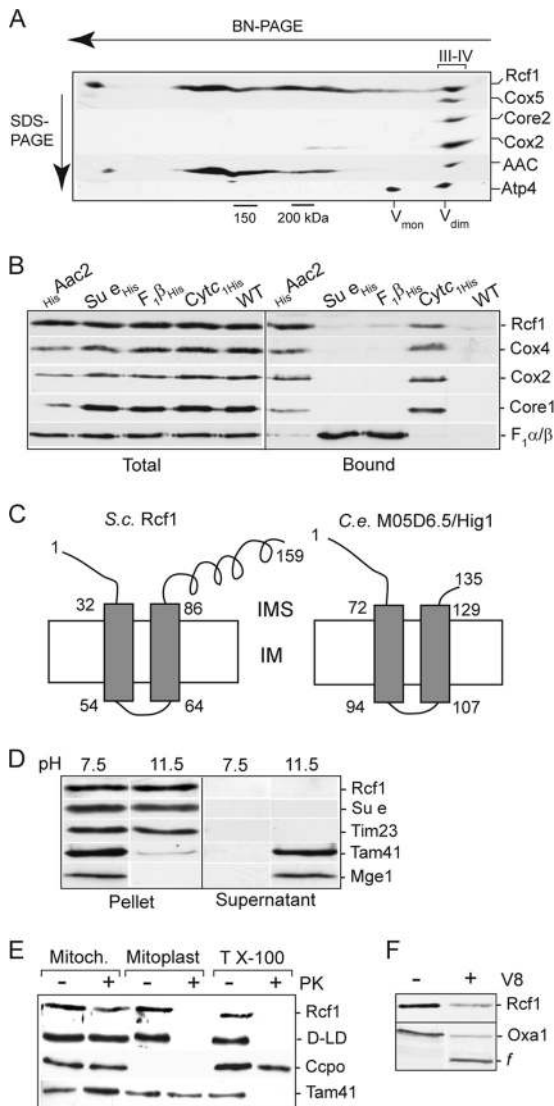 A
BN-PAGE
III-IV
SDS-
PAGE
Rcf1
Cox5
Core2
Cox2
AAC
Atp4
150 200 kDa Vmon Vdim
B
HisAac2 Su eHis F1βHis Cytc1His WT HisAac2 Su eHis F1βHis Cytc1His WT
Rcf1
Cox4
Cox2
Core1
F1α/β
Total Bound
C
S.c. Rcf1 C.e. M05D6.5/Hig1
1 159 1 135
32 86 IMS 72 129
IM
54 64 94 107
D
pH 7.5 11.5 7.5 11.5
Rcf1
Su e
Tim23
Tam41
Mge1
Pellet Supernatant
E
Mitoch. Mitoplast T X-100
- + - + - + PK
Rcf1
D-LD
Ccpo
Tam41
F
- + V8
Rcf1
Oxa1
f